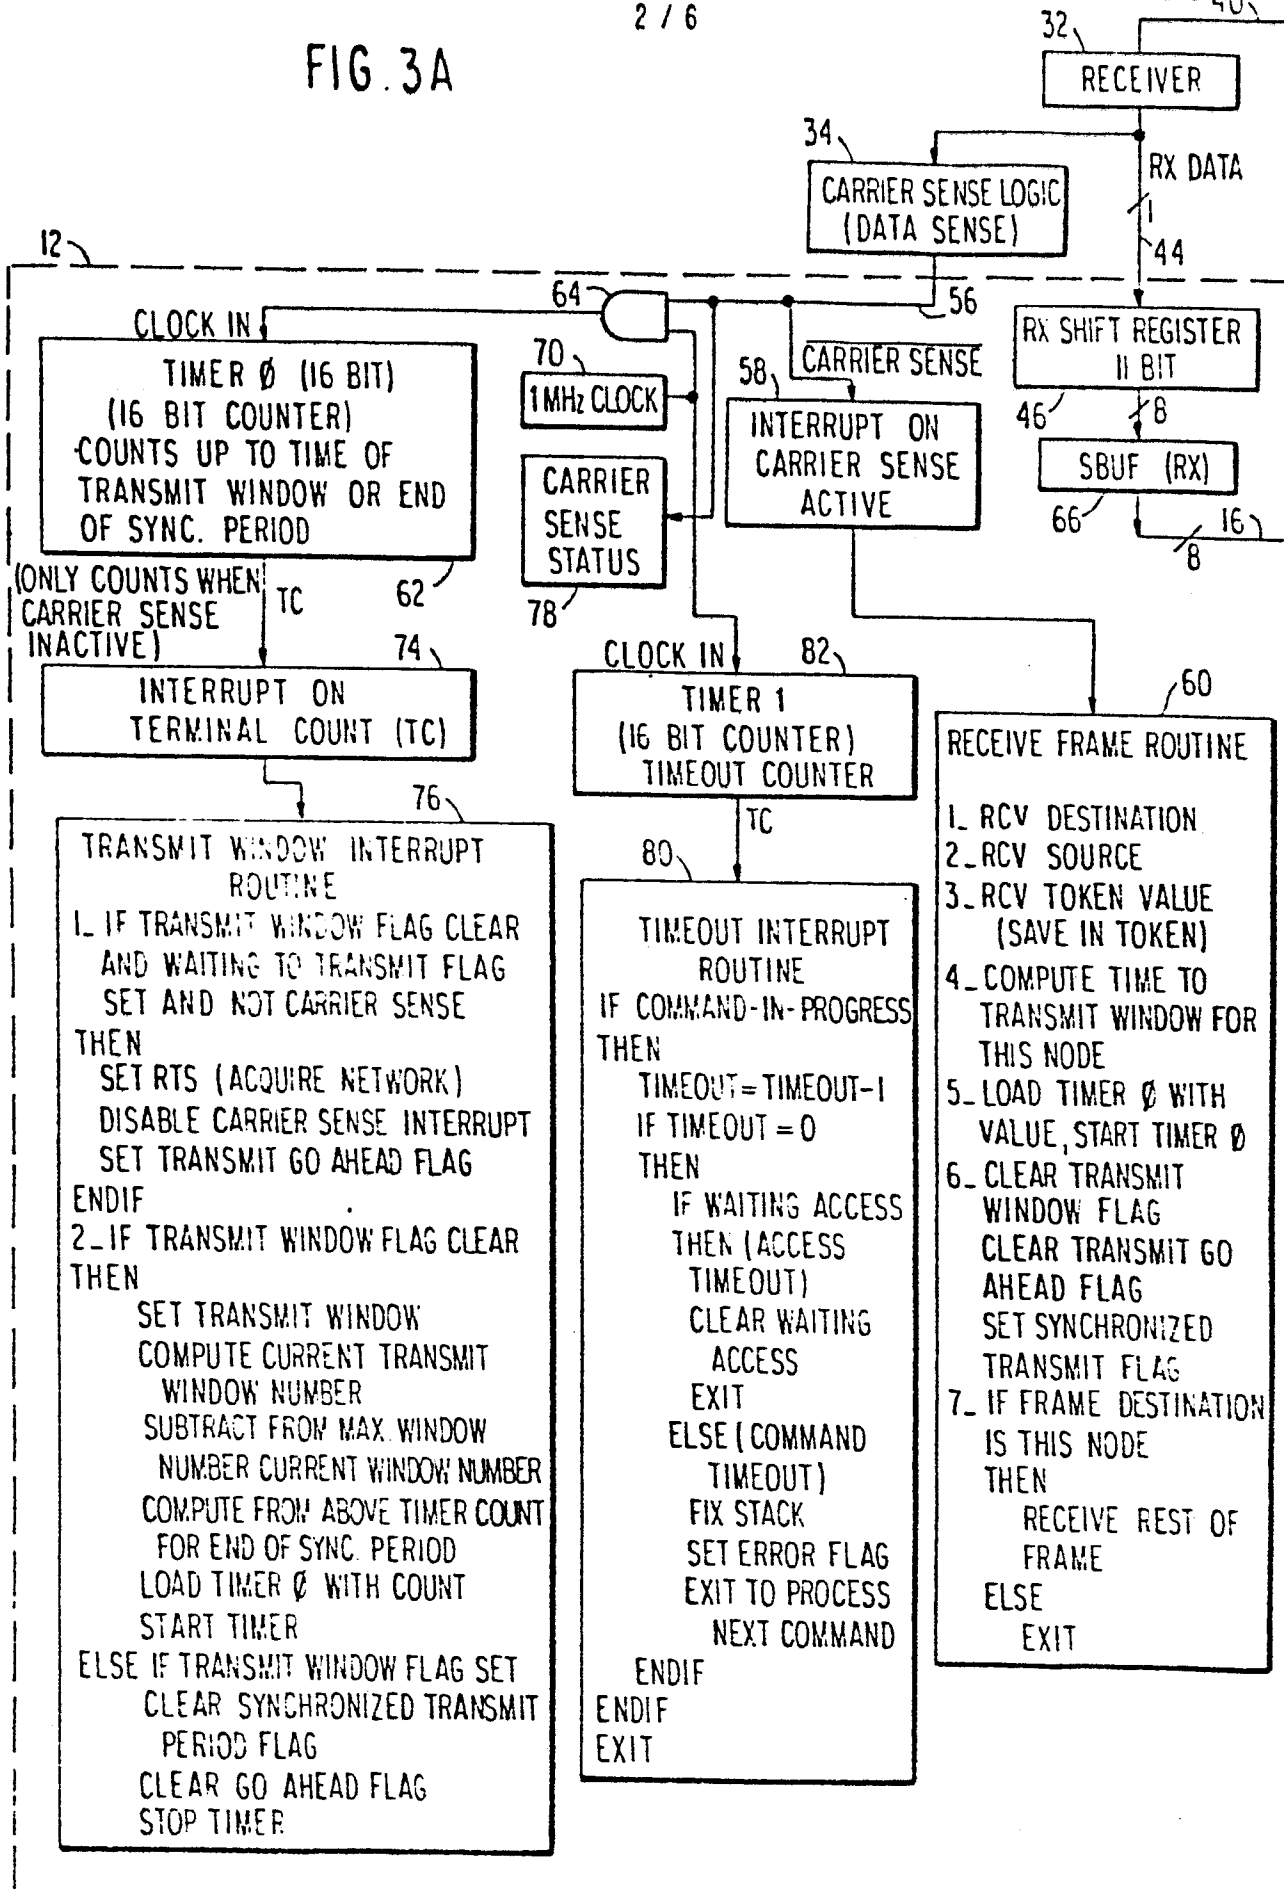 2 / 6
FIG. 3A
40
32
RECEIVER
34
CARRIER SENSE LOGIC
(DATA SENSE)
RX DATA
1
44
12
64
56
CLOCK IN
TIMER Ø (16 BIT)
(16 BIT COUNTER)
COUNTS UP TO TIME OF
TRANSMIT WINDOW OR END
OF SYNC. PERIOD
62
70
1 MHz CLOCK
CARRIER
SENSE
STATUS
78
CARRIER SENSE
58
INTERRUPT ON
CARRIER SENSE
ACTIVE
RX SHIFT REGISTER
11 BIT
46
8
SBUF (RX)
66
16
8
(ONLY COUNTS WHEN
CARRIER SENSE
INACTIVE)
TC
74
INTERRUPT ON
TERMINAL COUNT (TC)
CLOCK IN
82
TIMER 1
(16 BIT COUNTER)
TIMEOUT COUNTER
TC
76
TRANSMIT WINDOW INTERRUPT
ROUTINE
1_ IF TRANSMIT WINDOW FLAG CLEAR
AND WAITING TO TRANSMIT FLAG
SET AND NOT CARRIER SENSE
THEN
SET RTS (ACQUIRE NETWORK)
DISABLE CARRIER SENSE INTERRUPT
SET TRANSMIT GO AHEAD FLAG
ENDIF
2_ IF TRANSMIT WINDOW FLAG CLEAR
THEN
SET TRANSMIT WINDOW
COMPUTE CURRENT TRANSMIT
WINDOW NUMBER
SUBTRACT FROM MAX. WINDOW
NUMBER CURRENT WINDOW NUMBER
COMPUTE FROM ABOVE TIMER COUNT
FOR END OF SYNC. PERIOD
LOAD TIMER Ø WITH COUNT
START TIMER
ELSE IF TRANSMIT WINDOW FLAG SET
CLEAR SYNCHRONIZED TRANSMIT
PERIOD FLAG
CLEAR GO AHEAD FLAG
STOP TIMER
80
TIMEOUT INTERRUPT
ROUTINE
IF COMMAND-IN-PROGRESS
THEN
TIMEOUT = TIMEOUT-1
IF TIMEOUT = 0
THEN
IF WAITING ACCESS
THEN (ACCESS
TIMEOUT)
CLEAR WAITING
ACCESS
EXIT
ELSE (COMMAND
TIMEOUT)
FIX STACK
SET ERROR FLAG
EXIT TO PROCESS
NEXT COMMAND
ENDIF
ENDIF
EXIT
60
RECEIVE FRAME ROUTINE
1_ RCV DESTINATION
2_ RCV SOURCE
3_ RCV TOKEN VALUE
(SAVE IN TOKEN)
4_ COMPUTE TIME TO
TRANSMIT WINDOW FOR
THIS NODE
5_ LOAD TIMER Ø WITH
VALUE, START TIMER Ø
6_ CLEAR TRANSMIT
WINDOW FLAG
CLEAR TRANSMIT GO
AHEAD FLAG
SET SYNCHRONIZED
TRANSMIT FLAG
7_ IF FRAME DESTINATION
IS THIS NODE
THEN
RECEIVE REST OF
FRAME
ELSE
EXIT